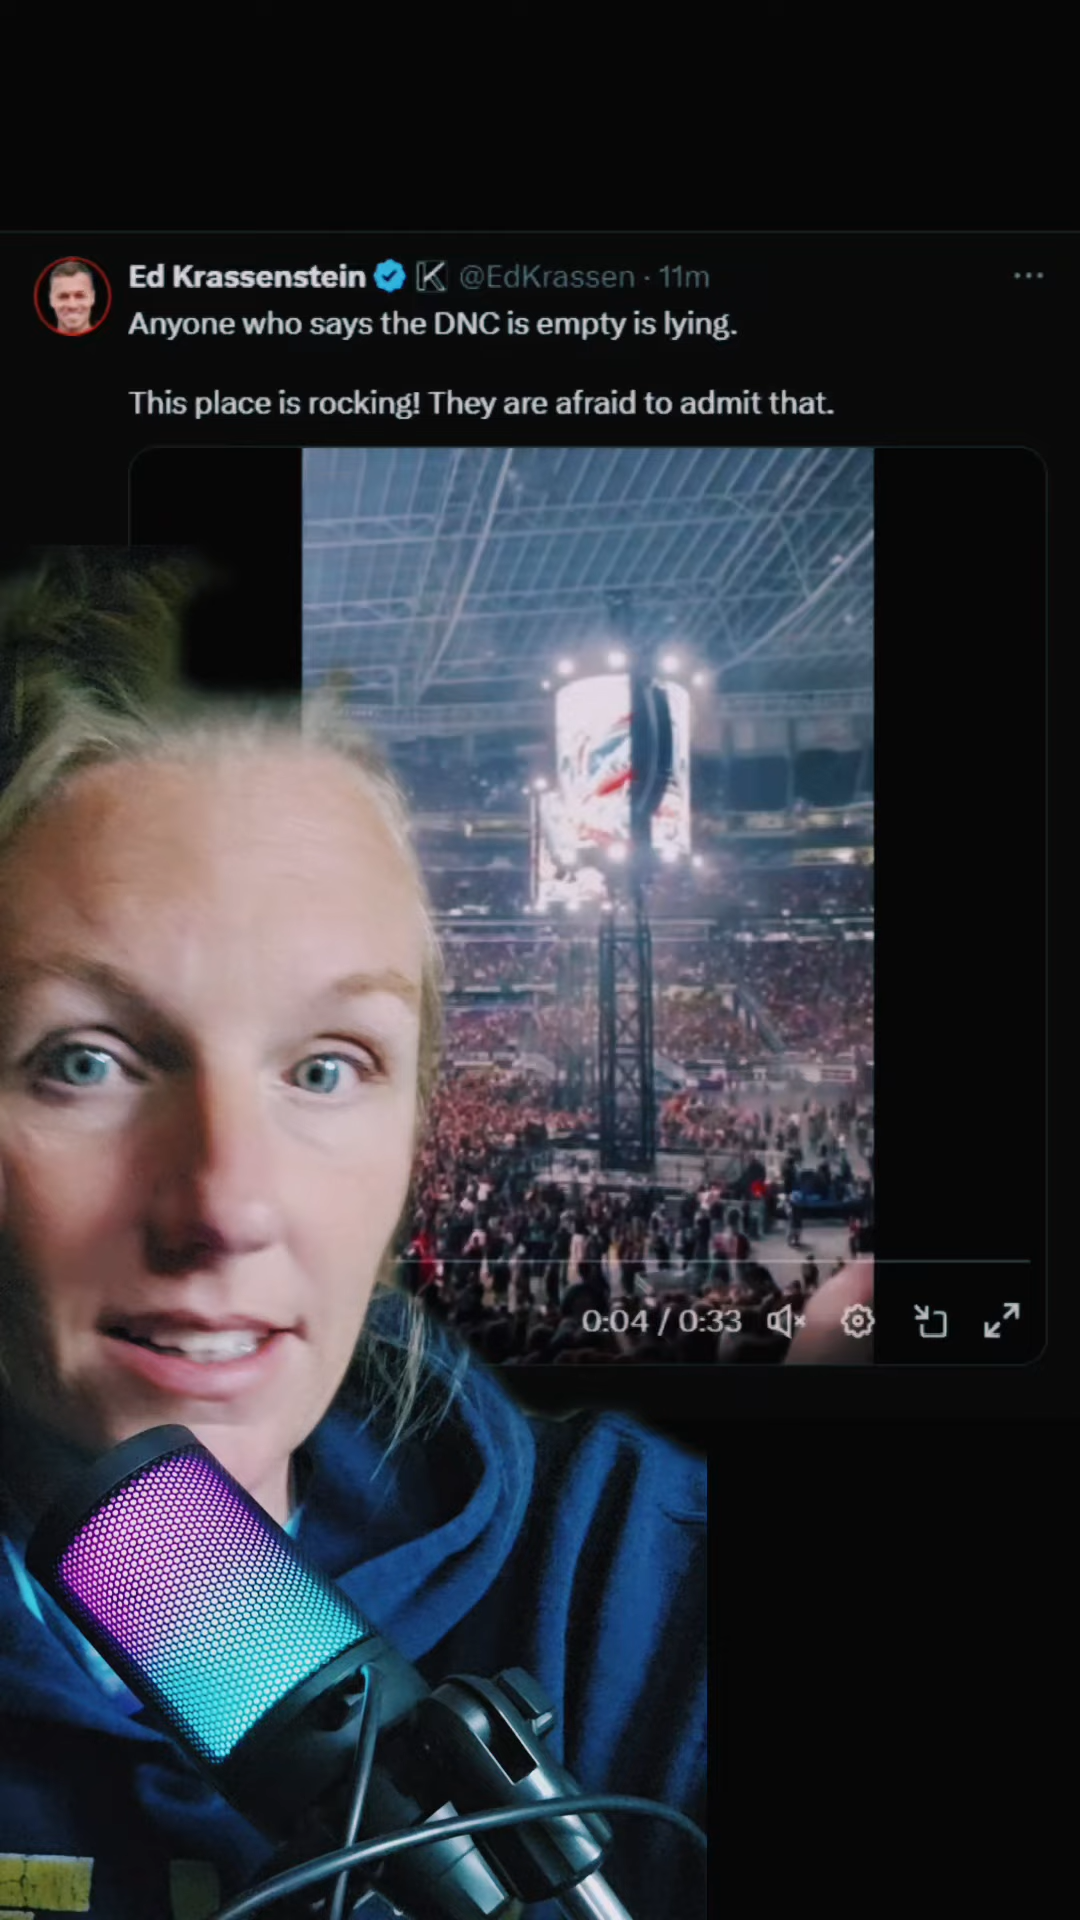 Ed Krassenstein @EdKrassen · 11m
Anyone who says the DNC is empty is lying.
This place is rocking! They are afraid to admit that.
0:04 / 0:33